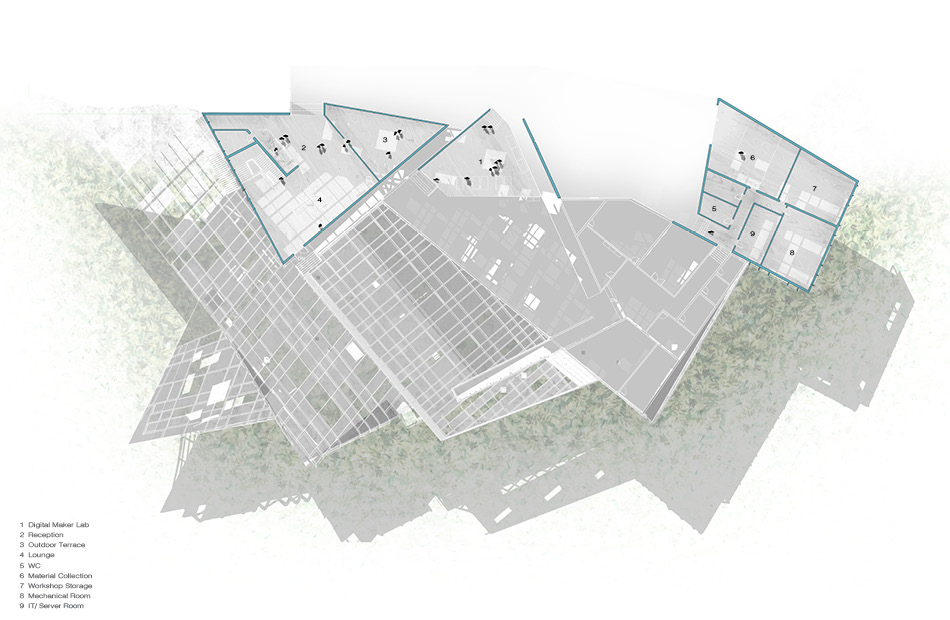 2
3
1
4
6
7
5
9
8
1 Digital Maker Lab
2 Reception
3 Outdoor Terrace
4 Lounge
5 WC
6 Material Collection
7 Workshop Storage
8 Mechanical Room
9 IT/ Server Room